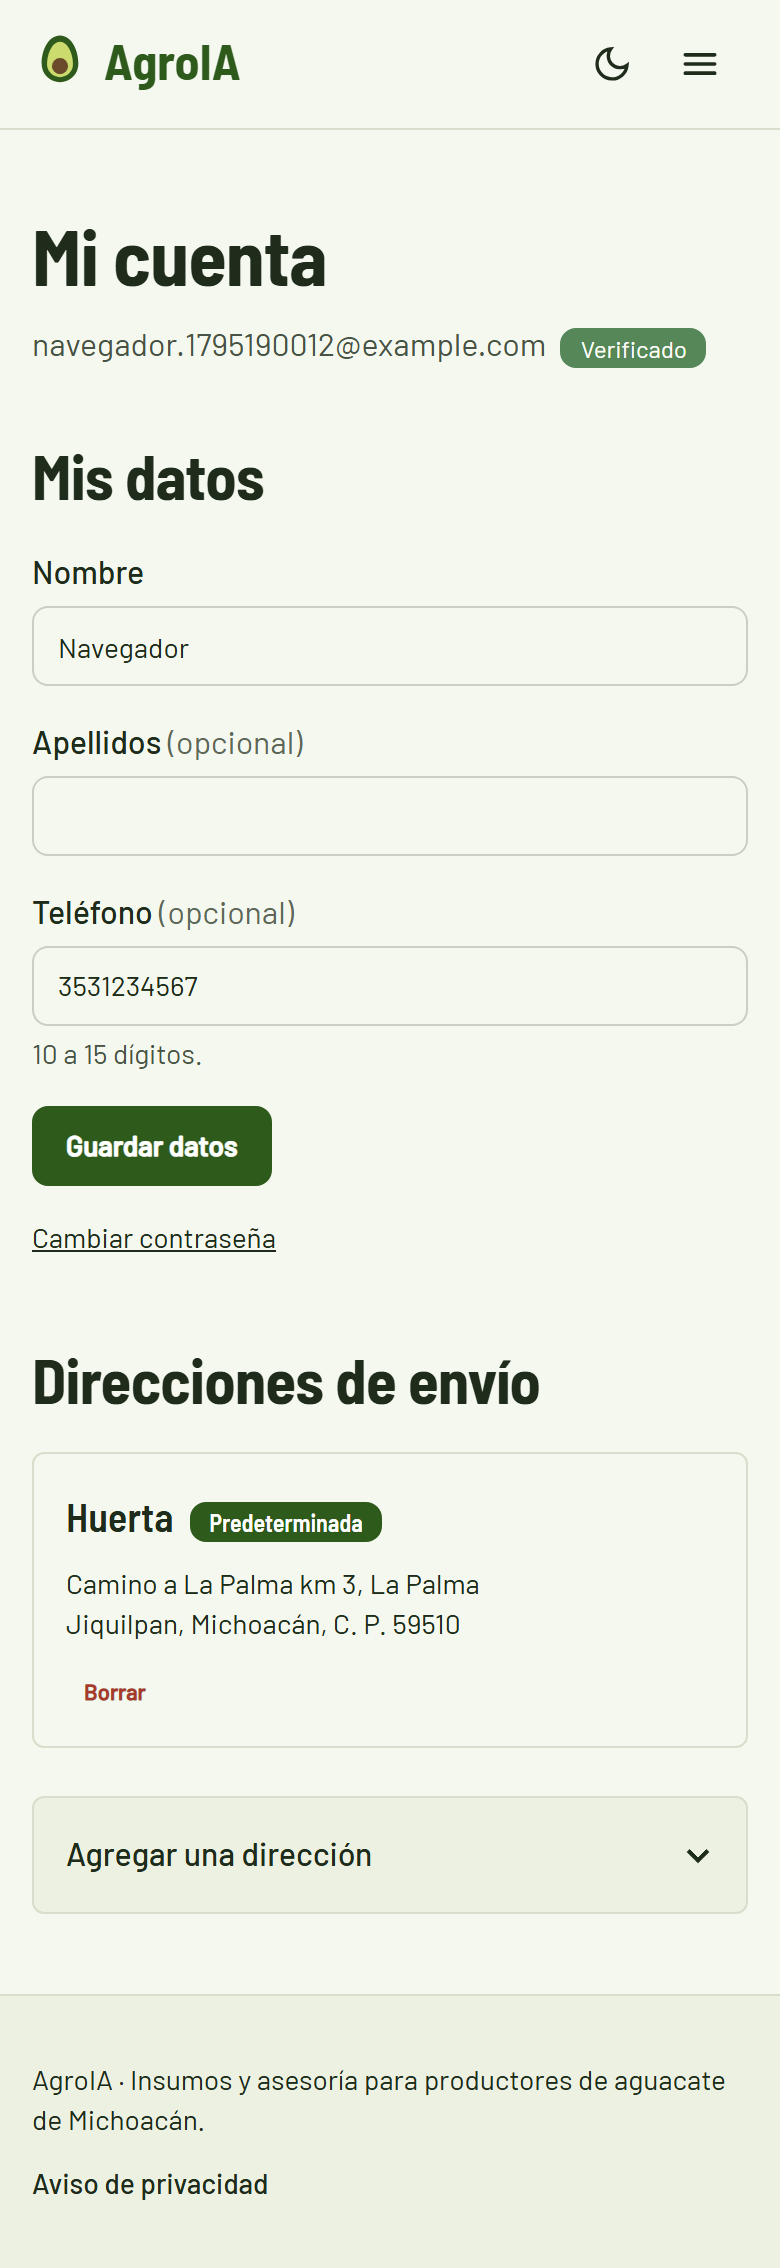 AgroIA
Mi cuenta
navegador.1795190012@example.com Verificado
Mis datos
Nombre
Navegador
Apellidos (opcional)
Teléfono (opcional)
3531234567
10 a 15 dígitos.
Guardar datos
Cambiar contraseña
Direcciones de envío
Huerta Predeterminada
Camino a La Palma km 3, La Palma
Jiquilpan, Michoacán, C. P. 59510
Borrar
Agregar una dirección
AgroIA · Insumos y asesoría para productores de aguacate
de Michoacán.
Aviso de privacidad